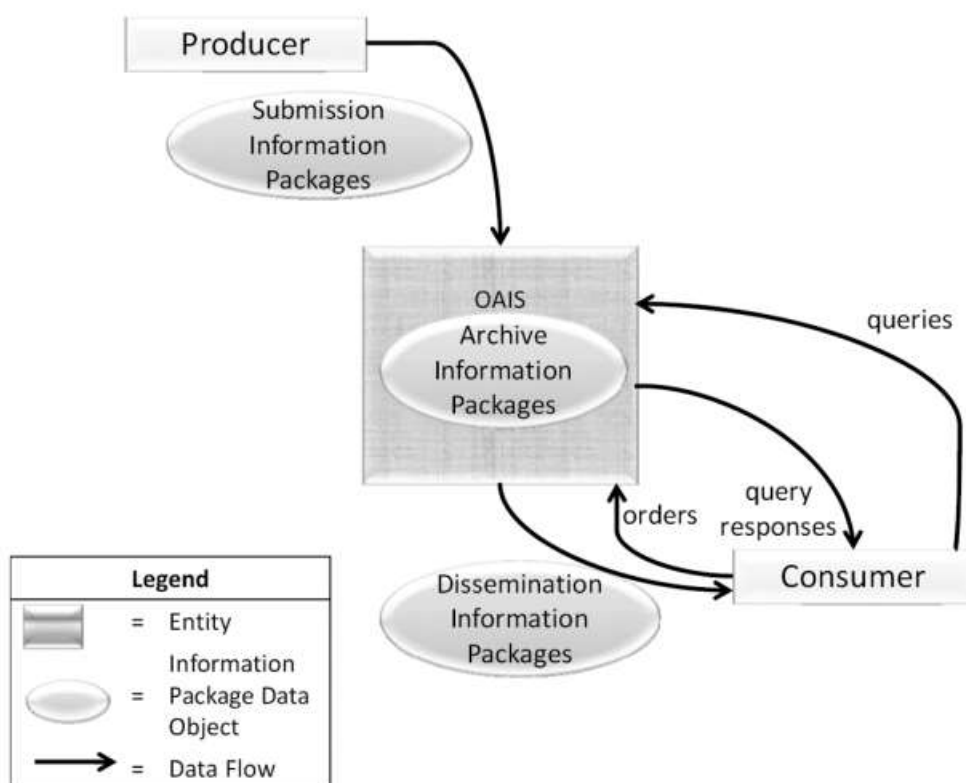 Producer
Submission
Information
Packages
OAIS
Archive
Information
Packages
queries
query
responses
orders
Consumer
Dissemination
Information
Packages
Legend
= Entity
Information
= Package Data
Object
= Data Flow